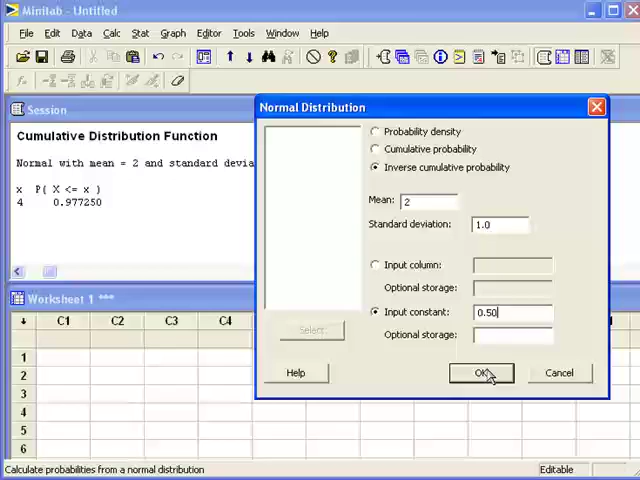 Minitab - Untitled
File Edit Data Calc Stat Graph Editor Tools Window Help
Session
Cumulative Distribution Function
Normal with mean = 2 and standard devia
x P( X <= x )
4 0.977250
Normal Distribution
Probability density
Cumulative probability
Inverse cumulative probability
Mean: 2
Standard deviation: 1.0
Input column:
Optional storage:
Input constant: 0.50
Optional storage:
Select
Help OK Cancel
Worksheet 1 ***
C1 C2 C3 C4
1
2
3
4
5
6
Calculate probabilities from a normal distribution Editable